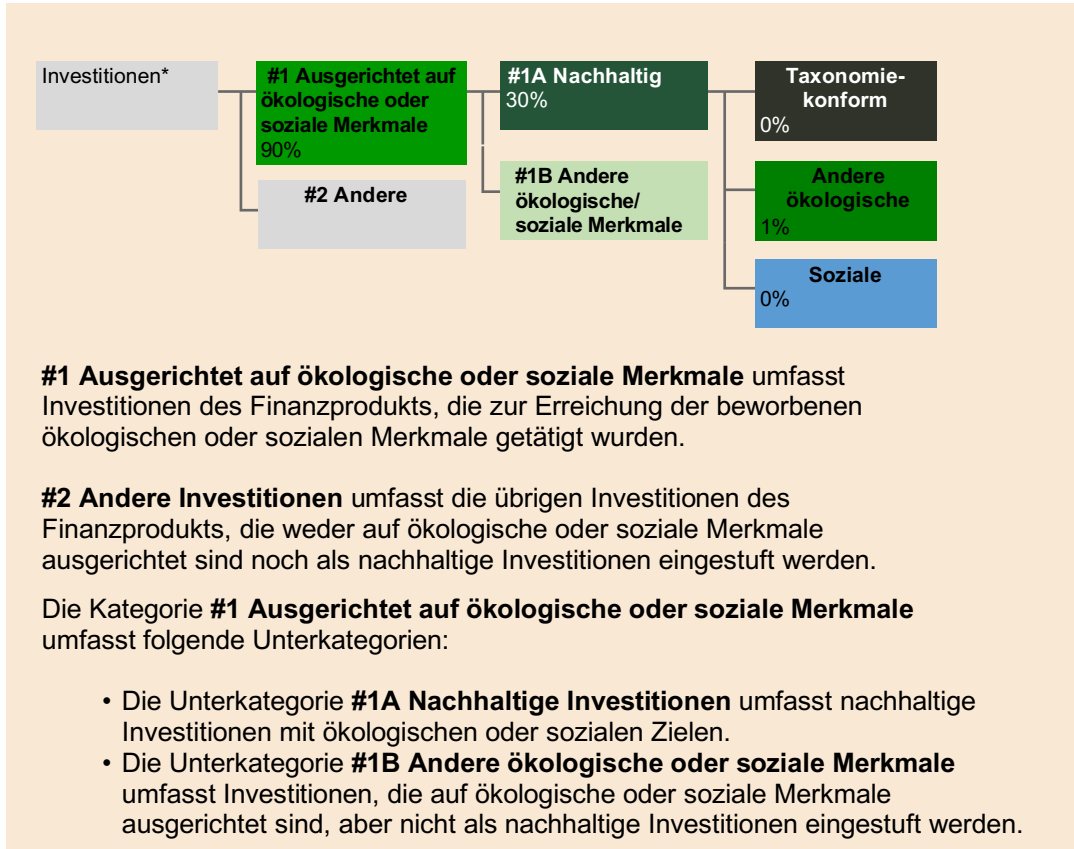 Investitionen*
#1 Ausgerichtet auf
ökologische oder
soziale Merkmale
90%
#2 Andere
#1A Nachhaltig
30%
#1B Andere
ökologische/
soziale Merkmale
Taxonomie-
konform
0%
Andere
ökologische
1%
Soziale
0%
#1 Ausgerichtet auf ökologische oder soziale Merkmale umfasst
Investitionen des Finanzprodukts, die zur Erreichung der beworbenen
ökologischen oder sozialen Merkmale getätigt wurden.
#2 Andere Investitionen umfasst die übrigen Investitionen des
Finanzprodukts, die weder auf ökologische oder soziale Merkmale
ausgerichtet sind noch als nachhaltige Investitionen eingestuft werden.
Die Kategorie #1 Ausgerichtet auf ökologische oder soziale Merkmale
umfasst folgende Unterkategorien:
• Die Unterkategorie #1A Nachhaltige Investitionen umfasst nachhaltige
Investitionen mit ökologischen oder sozialen Zielen.
• Die Unterkategorie #1B Andere ökologische oder soziale Merkmale
umfasst Investitionen, die auf ökologische oder soziale Merkmale
ausgerichtet sind, aber nicht als nachhaltige Investitionen eingestuft werden.